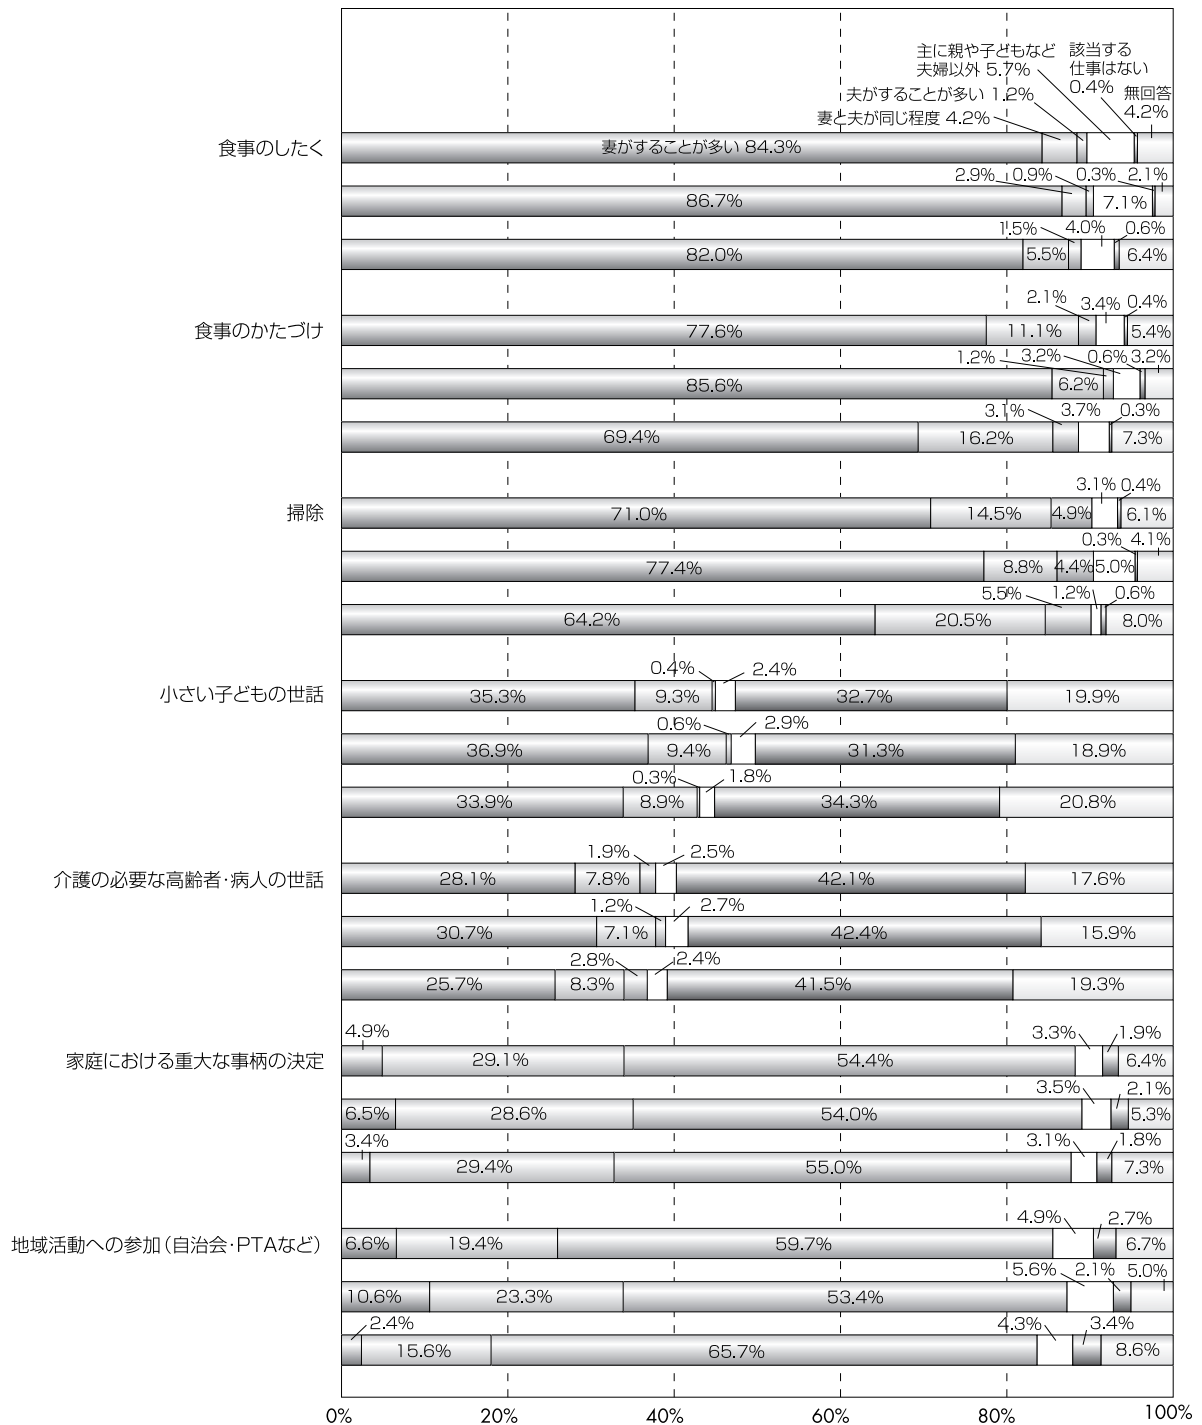 主に親や子どもなど
夫婦以外 5.7%
該当する
仕事はない
0.4%
無回答
4.2%
夫がすることが多い 1.2%
妻と夫が同じ程度 4.2%
食事のしたく
妻がすることが多い 84.3%
2.9% 0.9% 0.3% 2.1%
86.7% 7.1%
1.5% 4.0% 0.6%
82.0% 5.5% 6.4%
2.1% 3.4% 0.4%
食事のかたづけ
77.6% 11.1% 5.4%
1.2% 3.2% 0.6% 3.2%
85.6% 6.2%
3.1% 3.7% 0.3%
69.4% 16.2% 7.3%
3.1% 0.4%
掃除
71.0% 14.5% 4.9% 6.1%
0.3% 4.1%
77.4% 8.8% 4.4% 5.0%
5.5% 1.2% 0.6%
64.2% 20.5% 8.0%
0.4% 2.4%
小さい子どもの世話
35.3% 9.3% 32.7% 19.9%
0.6% 2.9%
36.9% 9.4% 31.3% 18.9%
0.3% 1.8%
33.9% 8.9% 34.3% 20.8%
1.9% 2.5%
介護の必要な高齢者・病人の世話
28.1% 7.8% 42.1% 17.6%
1.2% 2.7%
30.7% 7.1% 42.4% 15.9%
2.8% 2.4%
25.7% 8.3% 41.5% 19.3%
4.9% 3.3% 1.9%
家庭における重大な事柄の決定
29.1% 54.4% 6.4%
3.5% 2.1%
6.5% 28.6% 54.0% 5.3%
3.4% 3.1% 1.8%
29.4% 55.0% 7.3%
4.9% 2.7%
地域活動への参加(自治会・PTAなど)
6.6% 19.4% 59.7% 6.7%
5.6% 2.1% 5.0%
10.6% 23.3% 53.4%
2.4% 4.3% 3.4%
15.6% 65.7% 8.6%
0% 20% 40% 60% 80% 100%